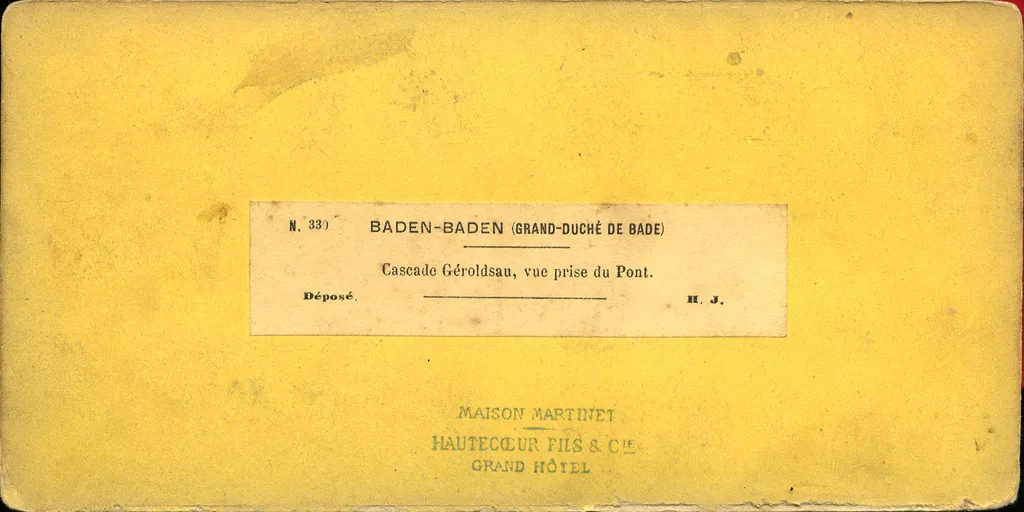 N. 330 BADEN-BADEN (GRAND-DUCHÉ DE BADE)
Cascade Géroldsau, vue prise du Pont.
Déposé. H. J.
MAISON MARTINET
HAUTECŒUR FILS & CIE
GRAND HÔTEL